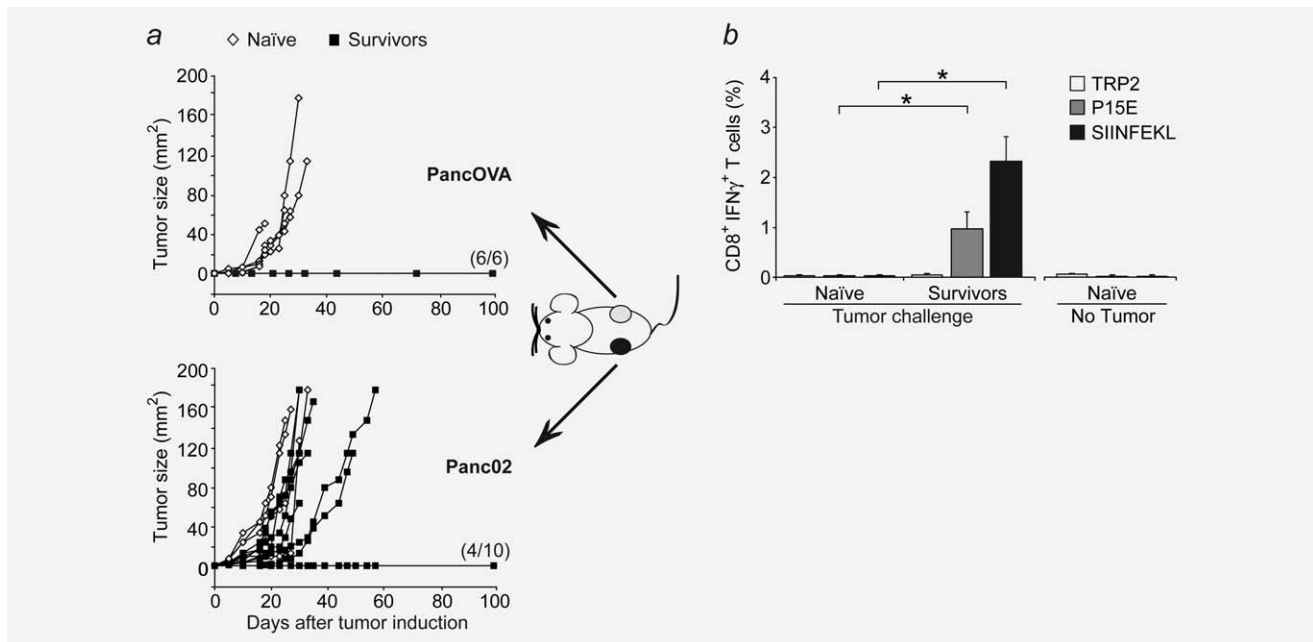 a
◇ Naïve ■ Survivors
200
160
120
80
40
0
Tumor size (mm²)
PancOVA
(6/6)
0 20 40 60 80 100
200
160
120
80
40
0
Tumor size (mm²)
Panc02
(4/10)
0 20 40 60 80 100
Days after tumor induction
b
4
3
2
1
0
CD8⁺ IFNγ⁺ T cells (%)
*
*
TRP2
P15E
SIINFEKL
Naïve Survivors Naïve
Tumor challenge No Tumor